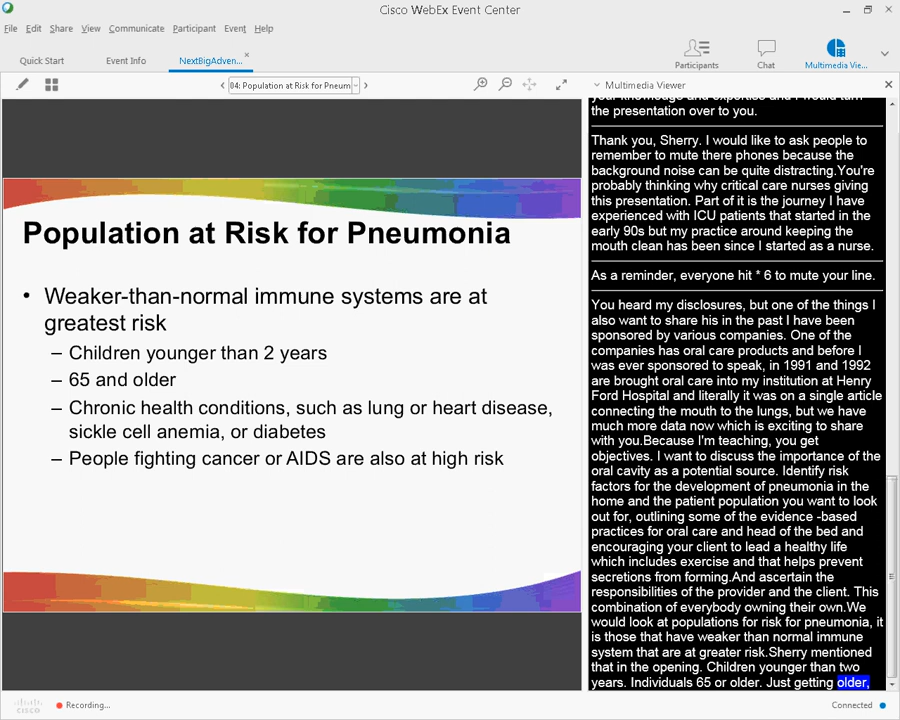 Cisco WebEx Event Center
File Edit Share View Communicate Participant Event Help
Quick Start Event Info NextBigAdven...
Participants Chat Multimedia Vie...
04: Population at Risk for Pneum
Multimedia Viewer
Population at Risk for Pneumonia
• Weaker-than-normal immune systems are at
greatest risk
– Children younger than 2 years
– 65 and older
– Chronic health conditions, such as lung or heart disease,
sickle cell anemia, or diabetes
– People fighting cancer or AIDS are also at high risk
your knowledge and expertise and I would turn
the presentation over to you.
Thank you, Sherry. I would like to ask people to
remember to mute there phones because the
background noise can be quite distracting.You're
probably thinking why critical care nurses giving
this presentation. Part of it is the journey I have
experienced with ICU patients that started in the
early 90s but my practice around keeping the
mouth clean has been since I started as a nurse.
As a reminder, everyone hit * 6 to mute your line.
You heard my disclosures, but one of the things I
also want to share his in the past I have been
sponsored by various companies. One of the
companies has oral care products and before I
was ever sponsored to speak, in 1991 and 1992
are brought oral care into my institution at Henry
Ford Hospital and literally it was on a single article
connecting the mouth to the lungs, but we have
much more data now which is exciting to share
with you.Because I'm teaching, you get
objectives. I want to discuss the importance of the
oral cavity as a potential source. Identify risk
factors for the development of pneumonia in the
home and the patient population you want to look
out for, outlining some of the evidence -based
practices for oral care and head of the bed and
encouraging your client to lead a healthy life
which includes exercise and that helps prevent
secretions from forming.And ascertain the
responsibilities of the provider and the client. This
combination of everybody owning their own.We
would look at populations for risk for pneumonia, it
is those that have weaker than normal immune
system that are at greater risk.Sherry mentioned
that in the opening. Children younger than two
years. Individuals 65 or older. Just getting older,
cisco
Recording...
Connected